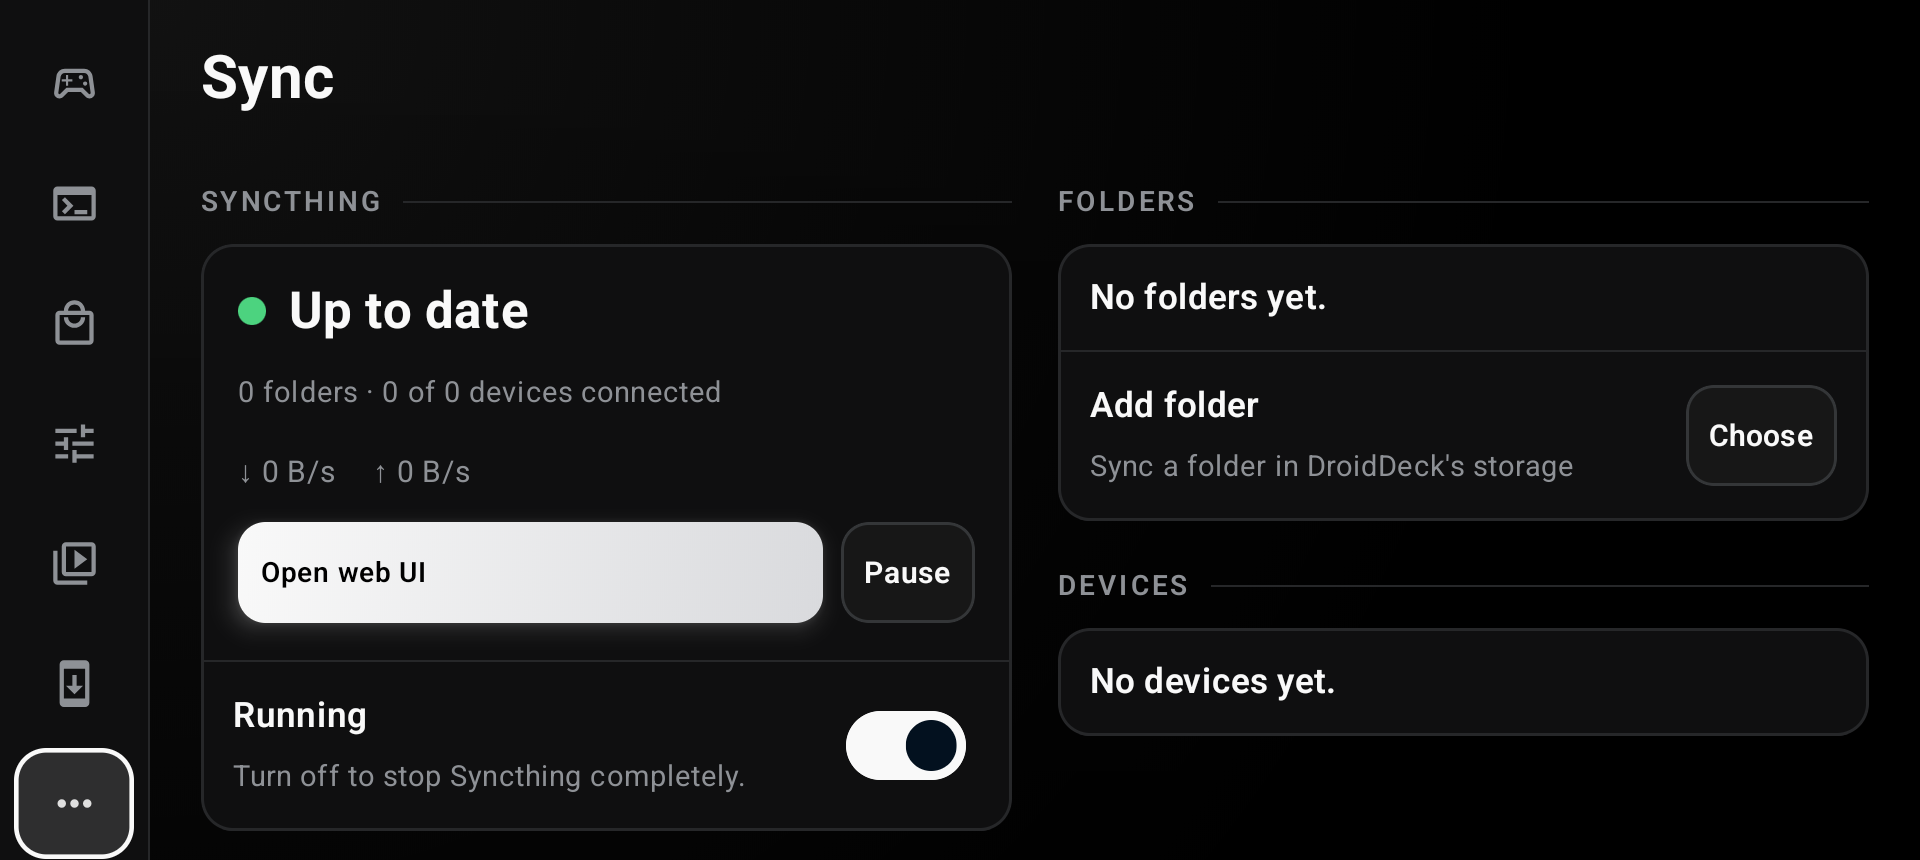 Sync
SYNCTHING
Up to date
0 folders · 0 of 0 devices connected
↓ 0 B/s ↑ 0 B/s
Open web UI
Pause
Running
Turn off to stop Syncthing completely.
FOLDERS
No folders yet.
Add folder
Sync a folder in DroidDeck's storage
Choose
DEVICES
No devices yet.